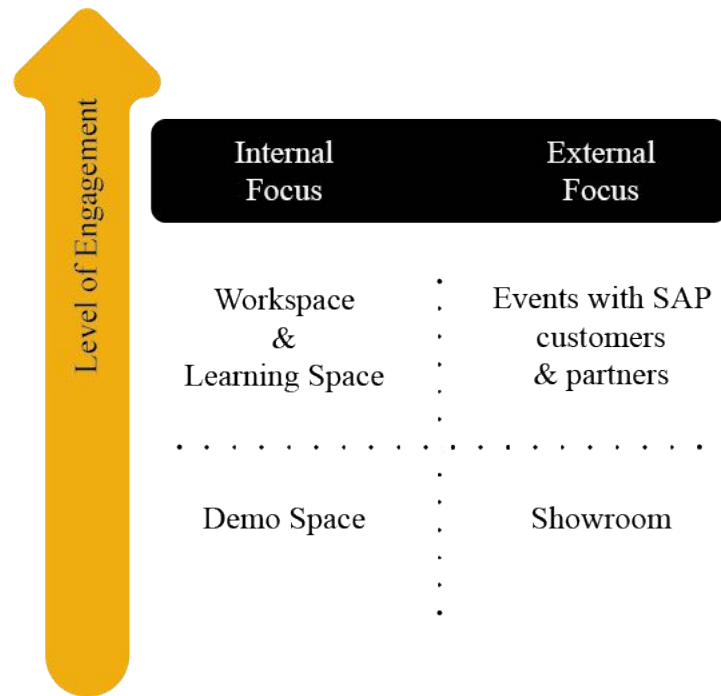 Level of Engagement
Internal
Focus
External
Focus
Workspace
&
Learning Space
Events with SAP
customers
& partners
Demo Space
Showroom